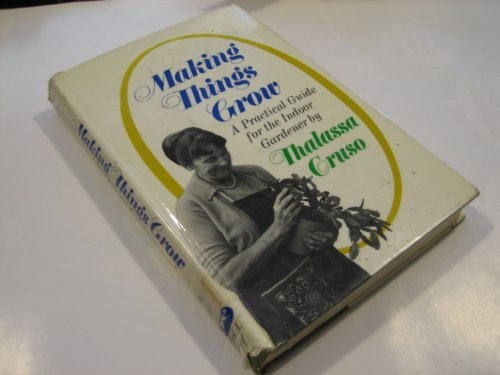 Making
Things
Grow
A Practical Guide
for the Indoor
Gardener by
Thalassa
Cruso
Making Things Grow